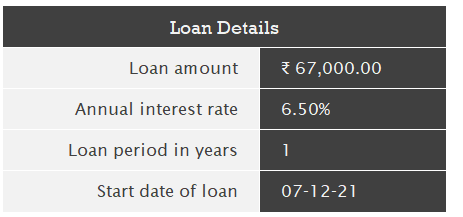 Loan Details
Loan amount ₹ 67,000.00
Annual interest rate 6.50%
Loan period in years 1
Start date of loan 07-12-21